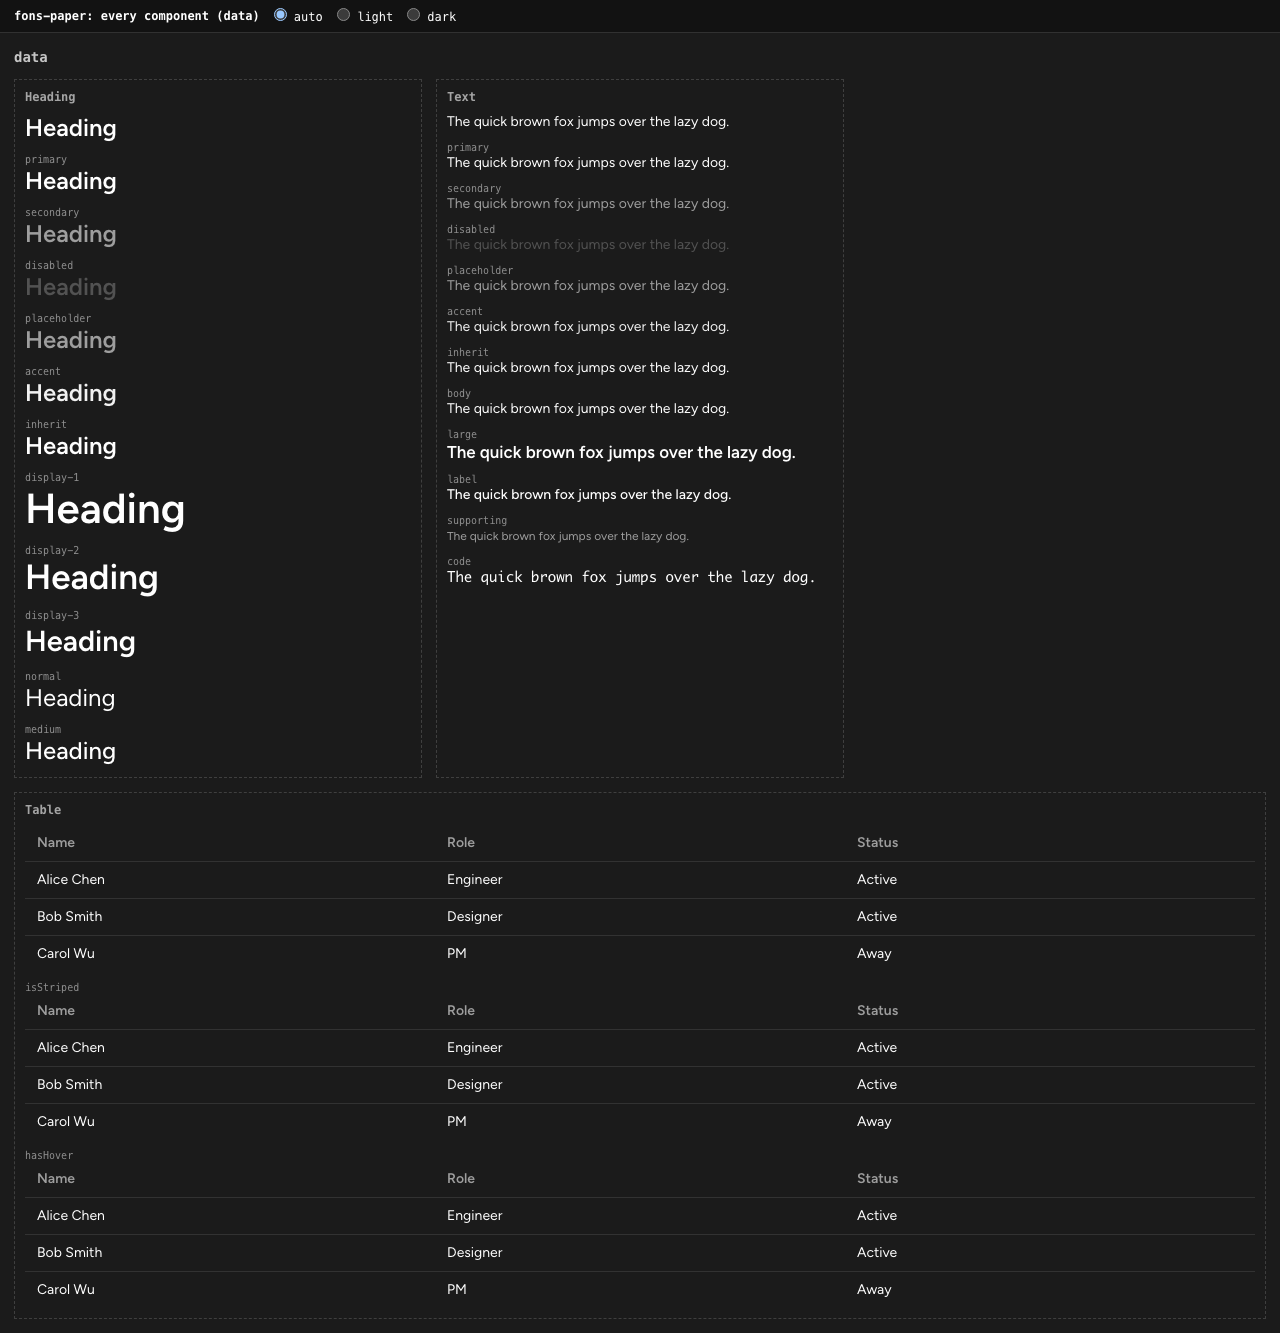 fons-paper: every component (data) auto light dark
data
Heading
Heading
primary
Heading
secondary
Heading
disabled
Heading
placeholder
Heading
accent
Heading
inherit
Heading
display-1
Heading
display-2
Heading
display-3
Heading
normal
Heading
medium
Heading
Text
The quick brown fox jumps over the lazy dog.
primary
The quick brown fox jumps over the lazy dog.
secondary
The quick brown fox jumps over the lazy dog.
disabled
The quick brown fox jumps over the lazy dog.
placeholder
The quick brown fox jumps over the lazy dog.
accent
The quick brown fox jumps over the lazy dog.
inherit
The quick brown fox jumps over the lazy dog.
body
The quick brown fox jumps over the lazy dog.
large
The quick brown fox jumps over the lazy dog.
label
The quick brown fox jumps over the lazy dog.
supporting
The quick brown fox jumps over the lazy dog.
code
The quick brown fox jumps over the lazy dog.
Table
Name Role Status
Alice Chen Engineer Active
Bob Smith Designer Active
Carol Wu PM Away
isStriped
Name Role Status
Alice Chen Engineer Active
Bob Smith Designer Active
Carol Wu PM Away
hasHover
Name Role Status
Alice Chen Engineer Active
Bob Smith Designer Active
Carol Wu PM Away